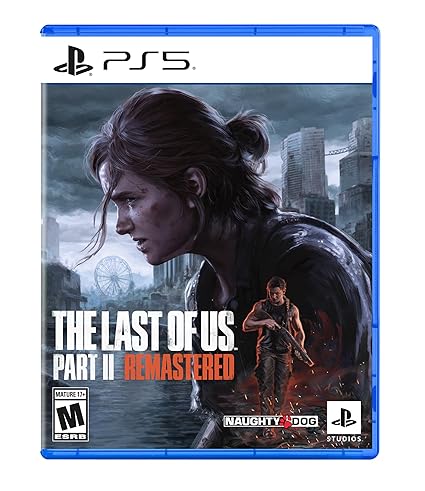 PS5
THE LAST OF US
PART II REMASTERED
MATURE 17+
M
ESRB
NAUGHTY DOG
STUDIOS